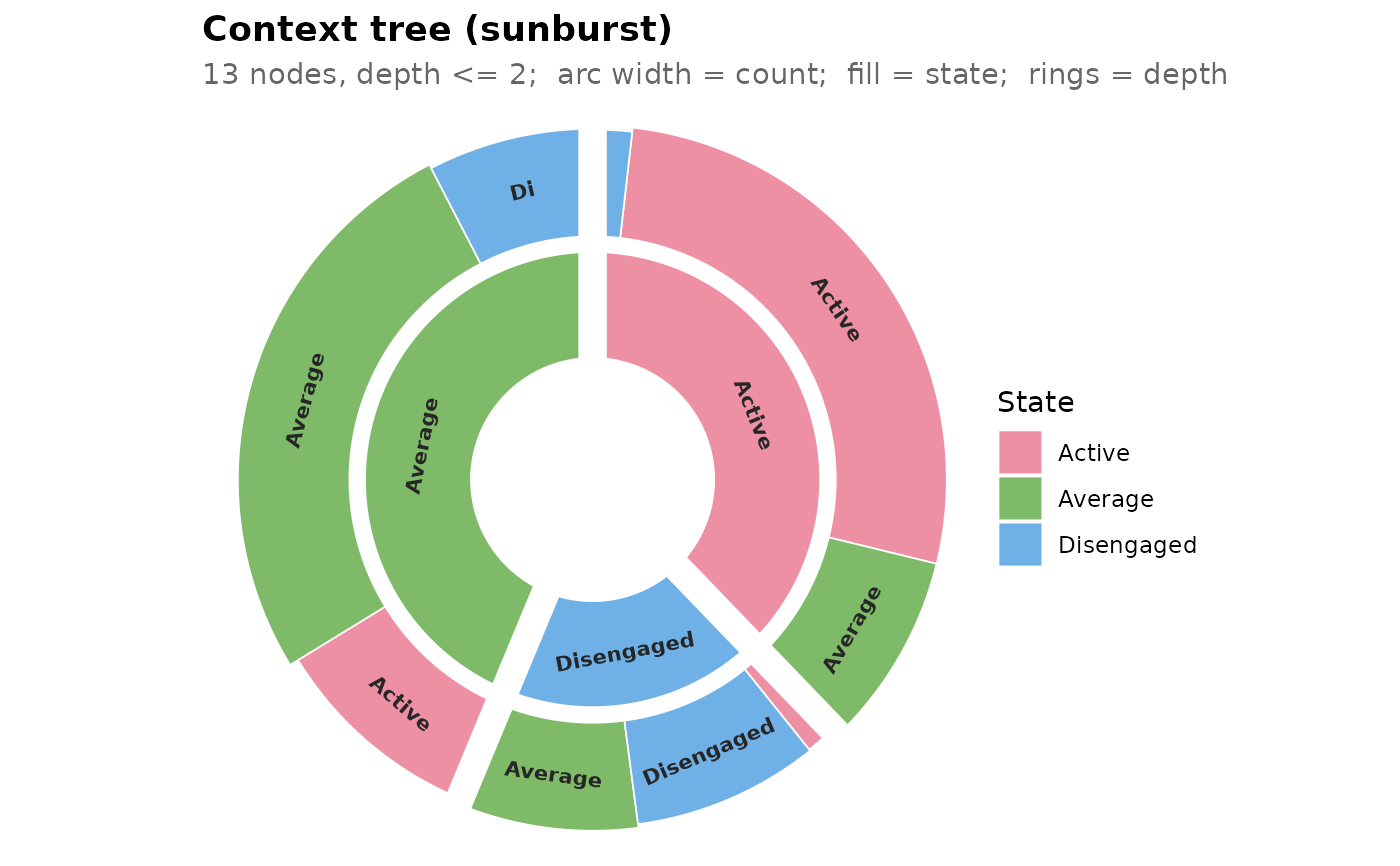 Context tree (sunburst)
13 nodes, depth <= 2;  arc width = count;  fill = state;  rings = depth
Di
Active
Average
Active
Average
State
Active
Average
Disengaged
Average
Disengaged
Active
Disengaged
Average